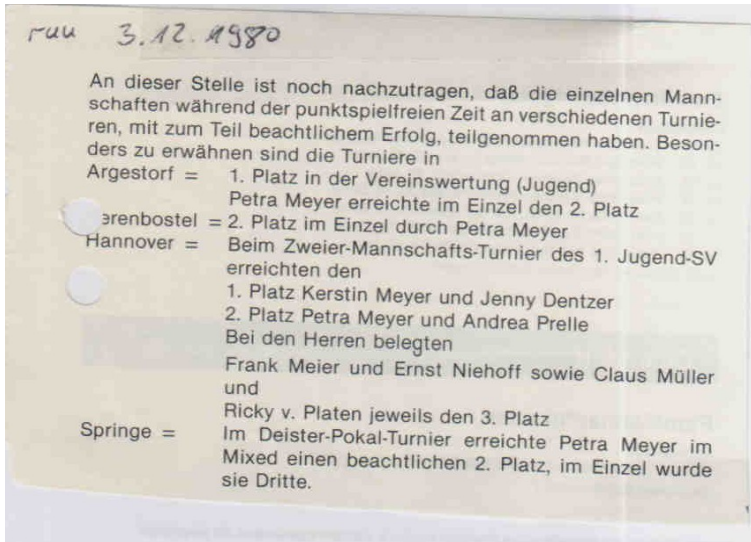 ruu 3.12.1980
An dieser Stelle ist noch nachzutragen, daß die einzelnen Mann-
schaften während der punktspielfreien Zeit an verschiedenen Turnie-
ren, mit zum Teil beachtlichem Erfolg, teilgenommen haben. Beson-
ders zu erwähnen sind die Turniere in
Argestorf = 1. Platz in der Vereinswertung (Jugend)
Petra Meyer erreichte im Einzel den 2. Platz
erenbostel = 2. Platz im Einzel durch Petra Meyer
Hannover = Beim Zweier-Mannschafts-Turnier des 1. Jugend-SV
erreichten den
1. Platz Kerstin Meyer und Jenny Dentzer
2. Platz Petra Meyer und Andrea Prelle
Bei den Herren belegten
Frank Meier und Ernst Niehoff sowie Claus Müller
und
Ricky v. Platen jeweils den 3. Platz
Springe = Im Deister-Pokal-Turnier erreichte Petra Meyer im
Mixed einen beachtlichen 2. Platz, im Einzel wurde
sie Dritte.